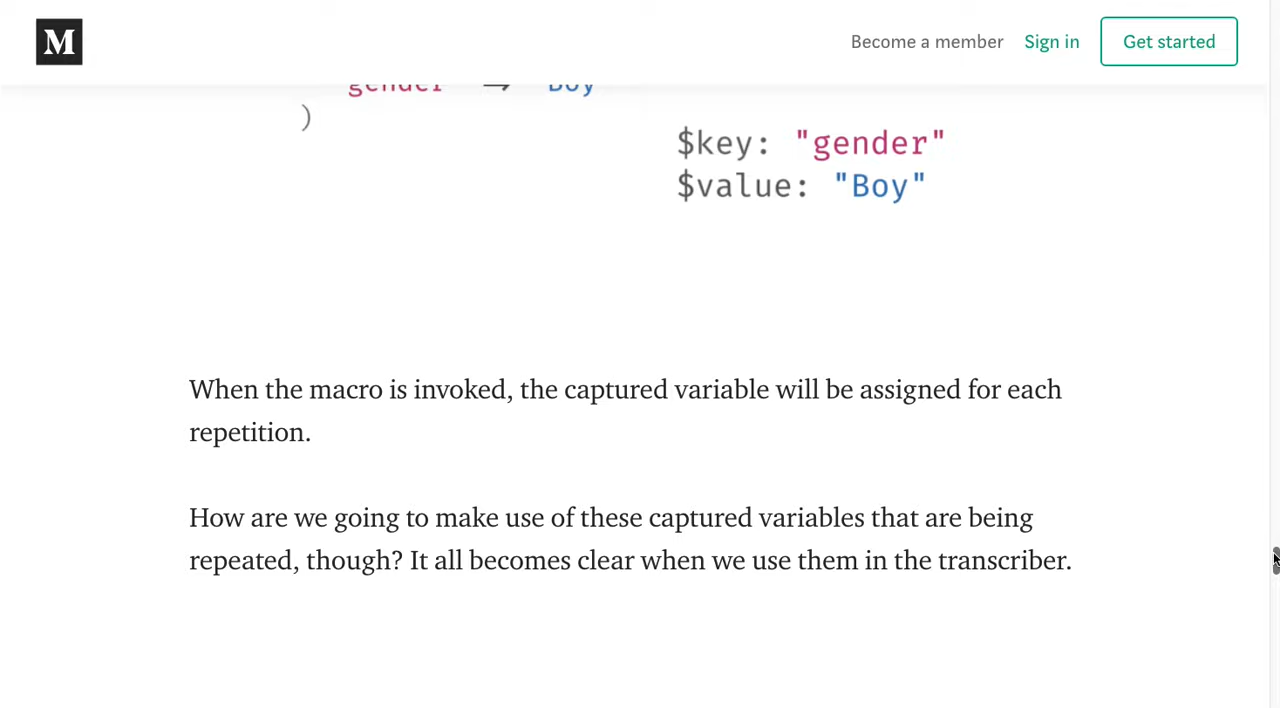 M
Become a member
Sign in
Get started
gender → Boy
)
$key: "gender"
$value: "Boy"
When the macro is invoked, the captured variable will be assigned for each
repetition.
How are we going to make use of these captured variables that are being
repeated, though? It all becomes clear when we use them in the transcriber.